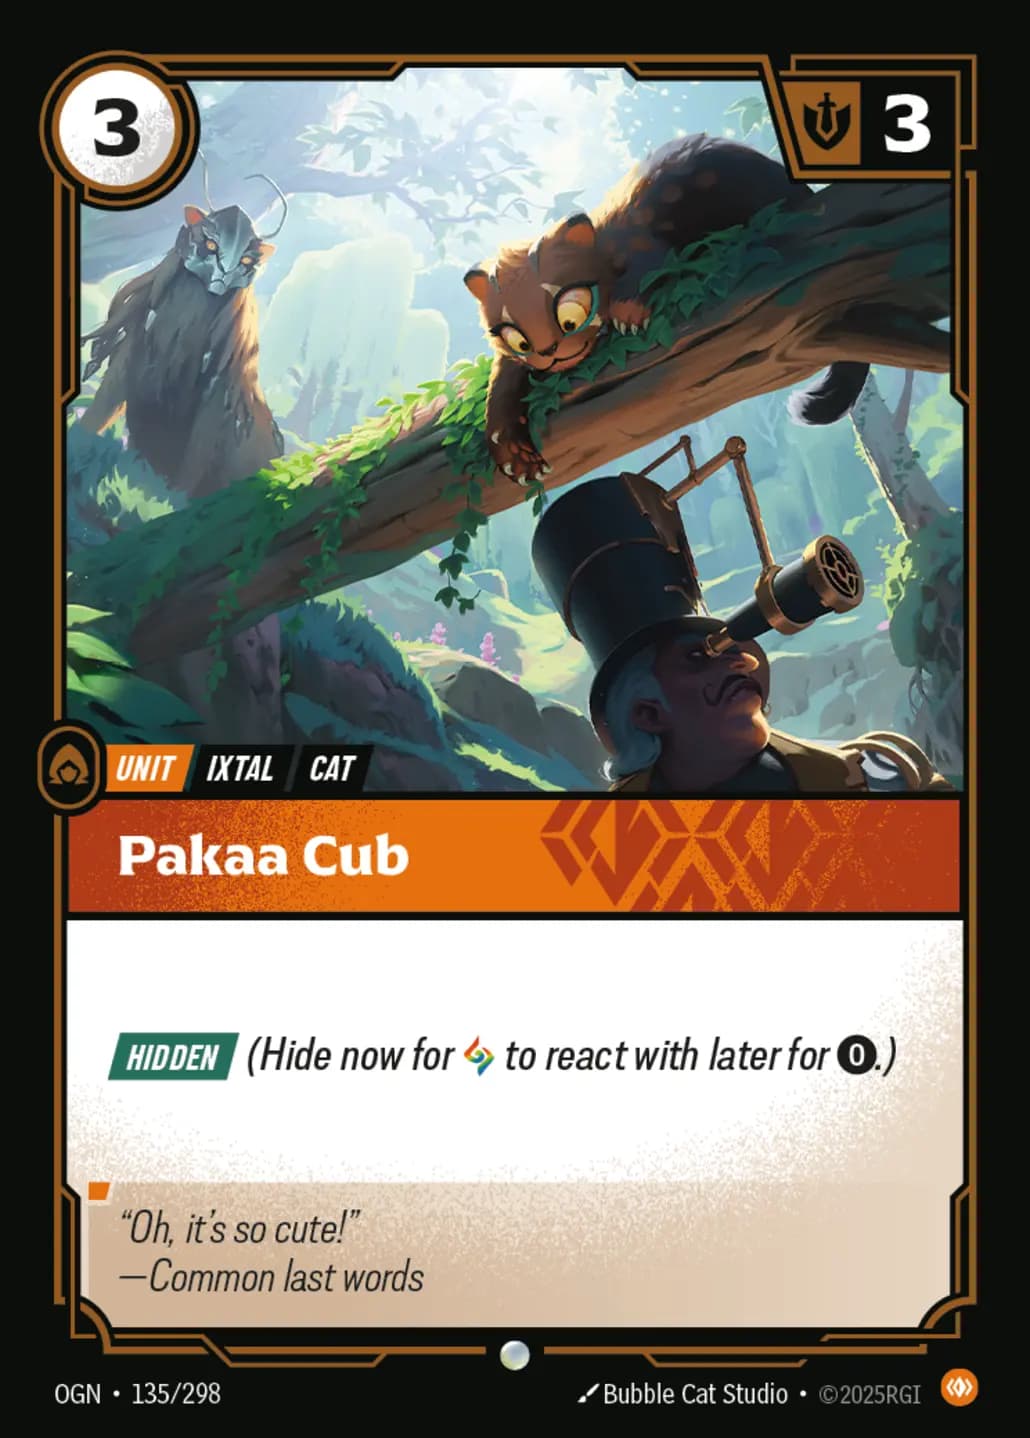 3
3
UNIT IXTAL CAT
Pakaa Cub
HIDDEN (Hide now for to react with later for 0.)
“Oh, it’s so cute!”
—Common last words
OGN • 135/298
Bubble Cat Studio • ©2025RGI